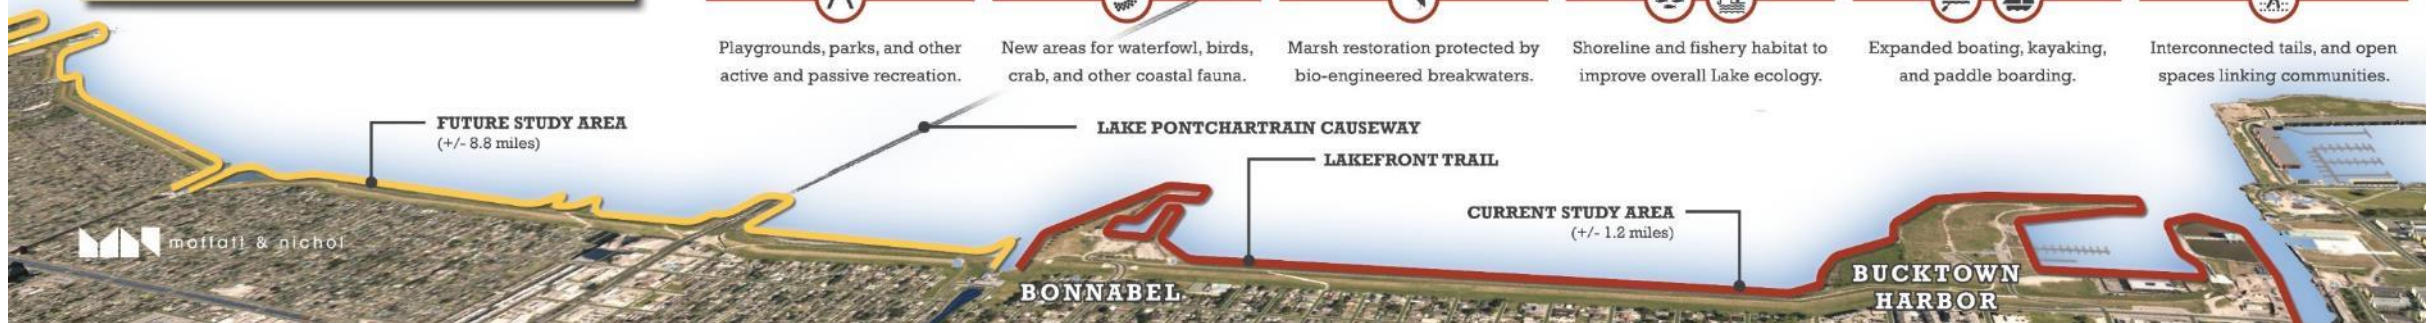 Playgrounds, parks, and other
active and passive recreation.
New areas for waterfowl, birds,
crab, and other coastal fauna.
Marsh restoration protected by
bio-engineered breakwaters.
Shoreline and fishery habitat to
improve overall Lake ecology.
Expanded boating, kayaking,
and paddle boarding.
Interconnected tails, and open
spaces linking communities.
FUTURE STUDY AREA
(+/- 8.8 miles)
LAKE PONTCHARTRAIN CAUSEWAY
LAKEFRONT TRAIL
CURRENT STUDY AREA
(+/- 1.2 miles)
moffatt & nichol
BONNABEL
BUCKTOWN
HARBOR